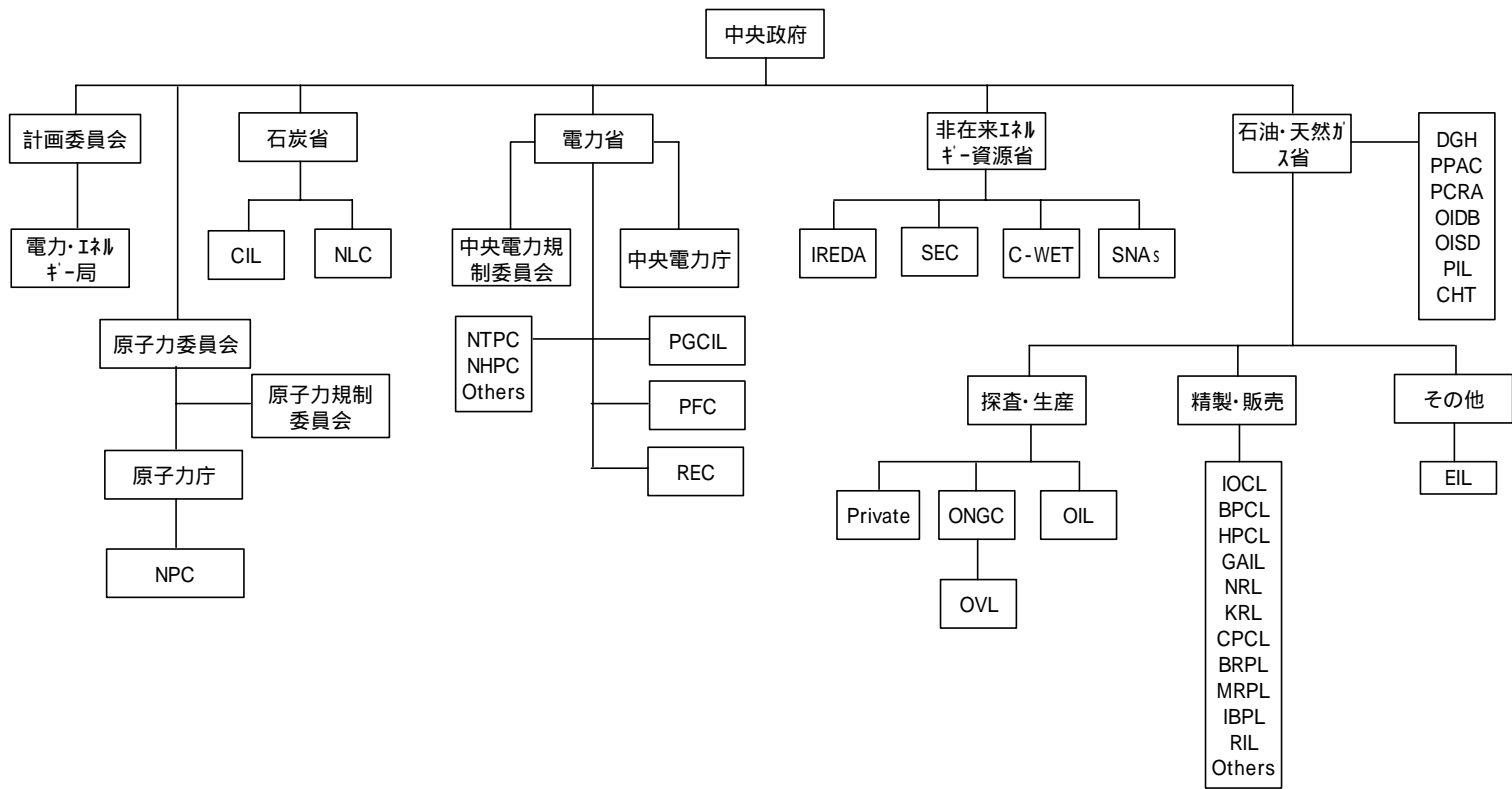 中央政府
計画委員会
石炭省
電力省
非在来ｴﾈﾙ
ｷﾞｰ資源省
石油・天然ｶﾞ
ｽ省
DGH
PPAC
PCRA
OIDB
OISD
PIL
CHT
電力・ｴﾈﾙ
ｷﾞｰ局
CIL
NLC
中央電力規
制委員会
中央電力庁
IREDA
SEC
C-WET
SNAs
原子力委員会
NTPC
NHPC
Others
PGCIL
原子力規制
委員会
PFC
探査・生産
精製・販売
その他
原子力庁
REC
Private
ONGC
OIL
IOCL
BPCL
HPCL
GAIL
NRL
KRL
CPCL
BRPL
MRPL
IBPL
RIL
Others
EIL
NPC
OVL